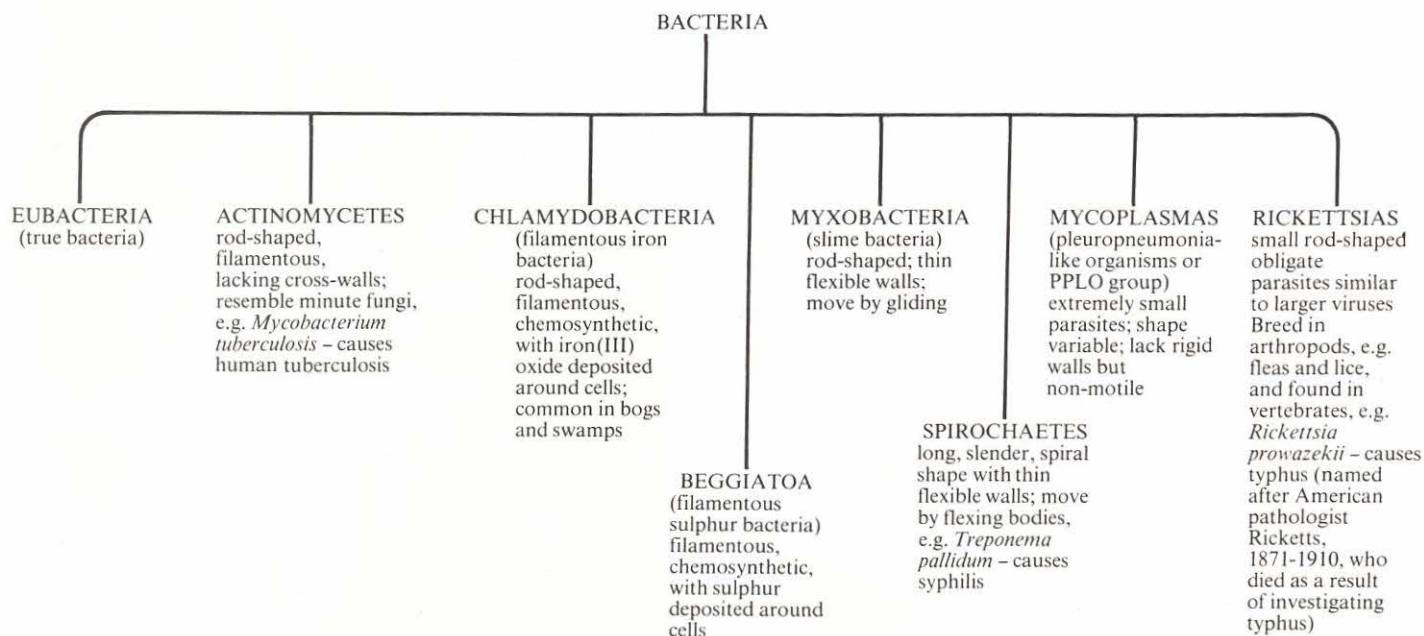 BACTERIA
EUBACTERIA
(true bacteria)
ACTINOMYCETES
rod-shaped,
filamentous,
lacking cross-walls;
resemble minute fungi,
e.g. Mycobacterium
tuberculosis – causes
human tuberculosis
CHLAMYDOBACTERIA
(filamentous iron
bacteria)
rod-shaped,
filamentous,
chemosynthetic,
with iron(III)
oxide deposited
around cells;
common in bogs
and swamps
BEGGIATOA
(filamentous
sulphur bacteria)
filamentous,
chemosynthetic,
with sulphur
deposited around
cells
MYXOBACTERIA
(slime bacteria)
rod-shaped; thin
flexible walls;
move by gliding
SPIROCHAETES
long, slender, spiral
shape with thin
flexible walls; move
by flexing bodies,
e.g. Treponema
pallidum – causes
syphilis
MYCOPLASMAS
(pleuropneumonia-
like organisms or
PPLO group)
extremely small
parasites; shape
variable; lack rigid
walls but
non-motile
RICKETTSIAS
small rod-shaped
obligate
parasites similar
to larger viruses
Breed in
arthropods, e.g.
fleas and lice,
and found in
vertebrates, e.g.
Rickettsia
prowazekii – causes
typhus (named
after American
pathologist
Ricketts,
1871-1910, who
died as a result
of investigating
typhus)